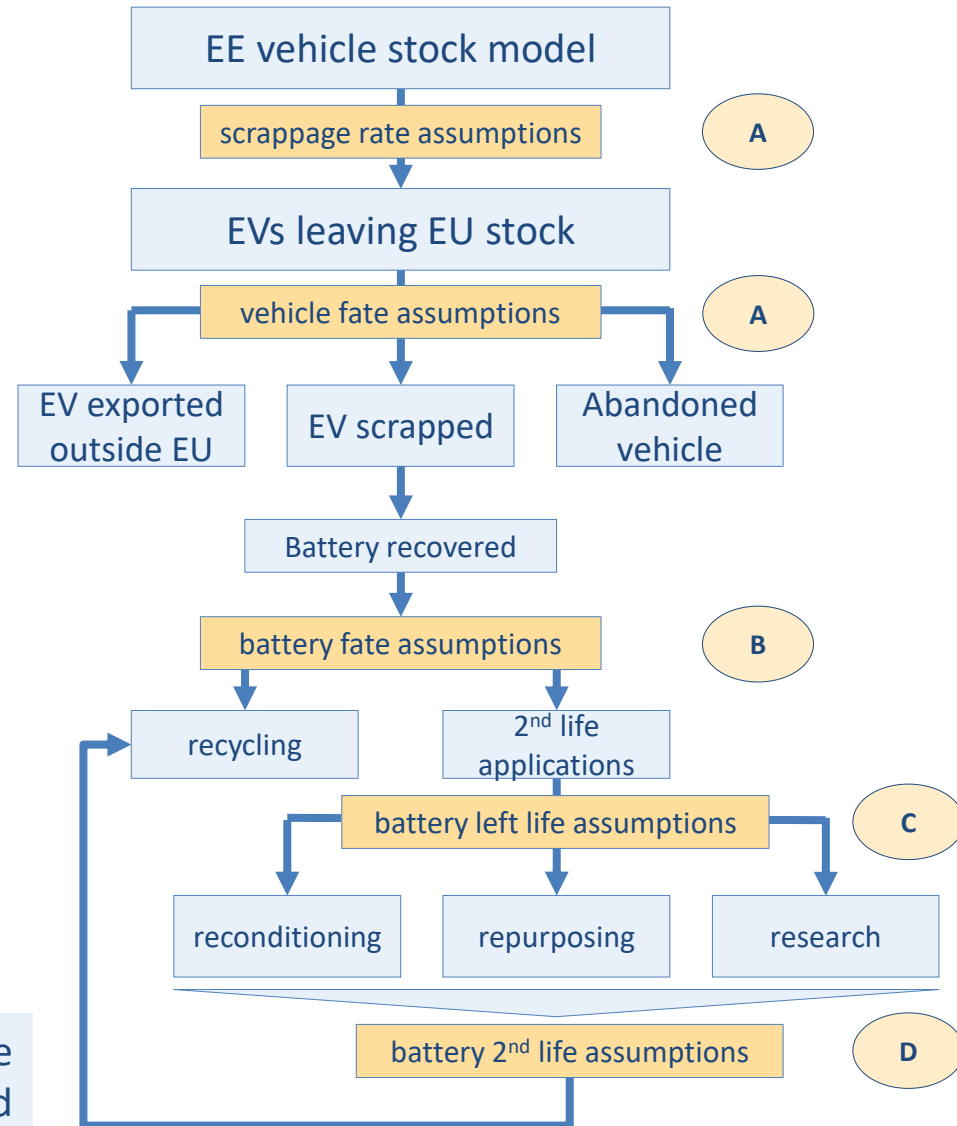 EE vehicle stock model
scrappage rate assumptions
A
EVs leaving EU stock
vehicle fate assumptions
A
EV exported
outside EU
EV scrapped
Abandoned
vehicle
Battery recovered
battery fate assumptions
B
recycling
2nd life
applications
battery left life assumptions
C
reconditioning
repurposing
research
battery 2nd life assumptions
D